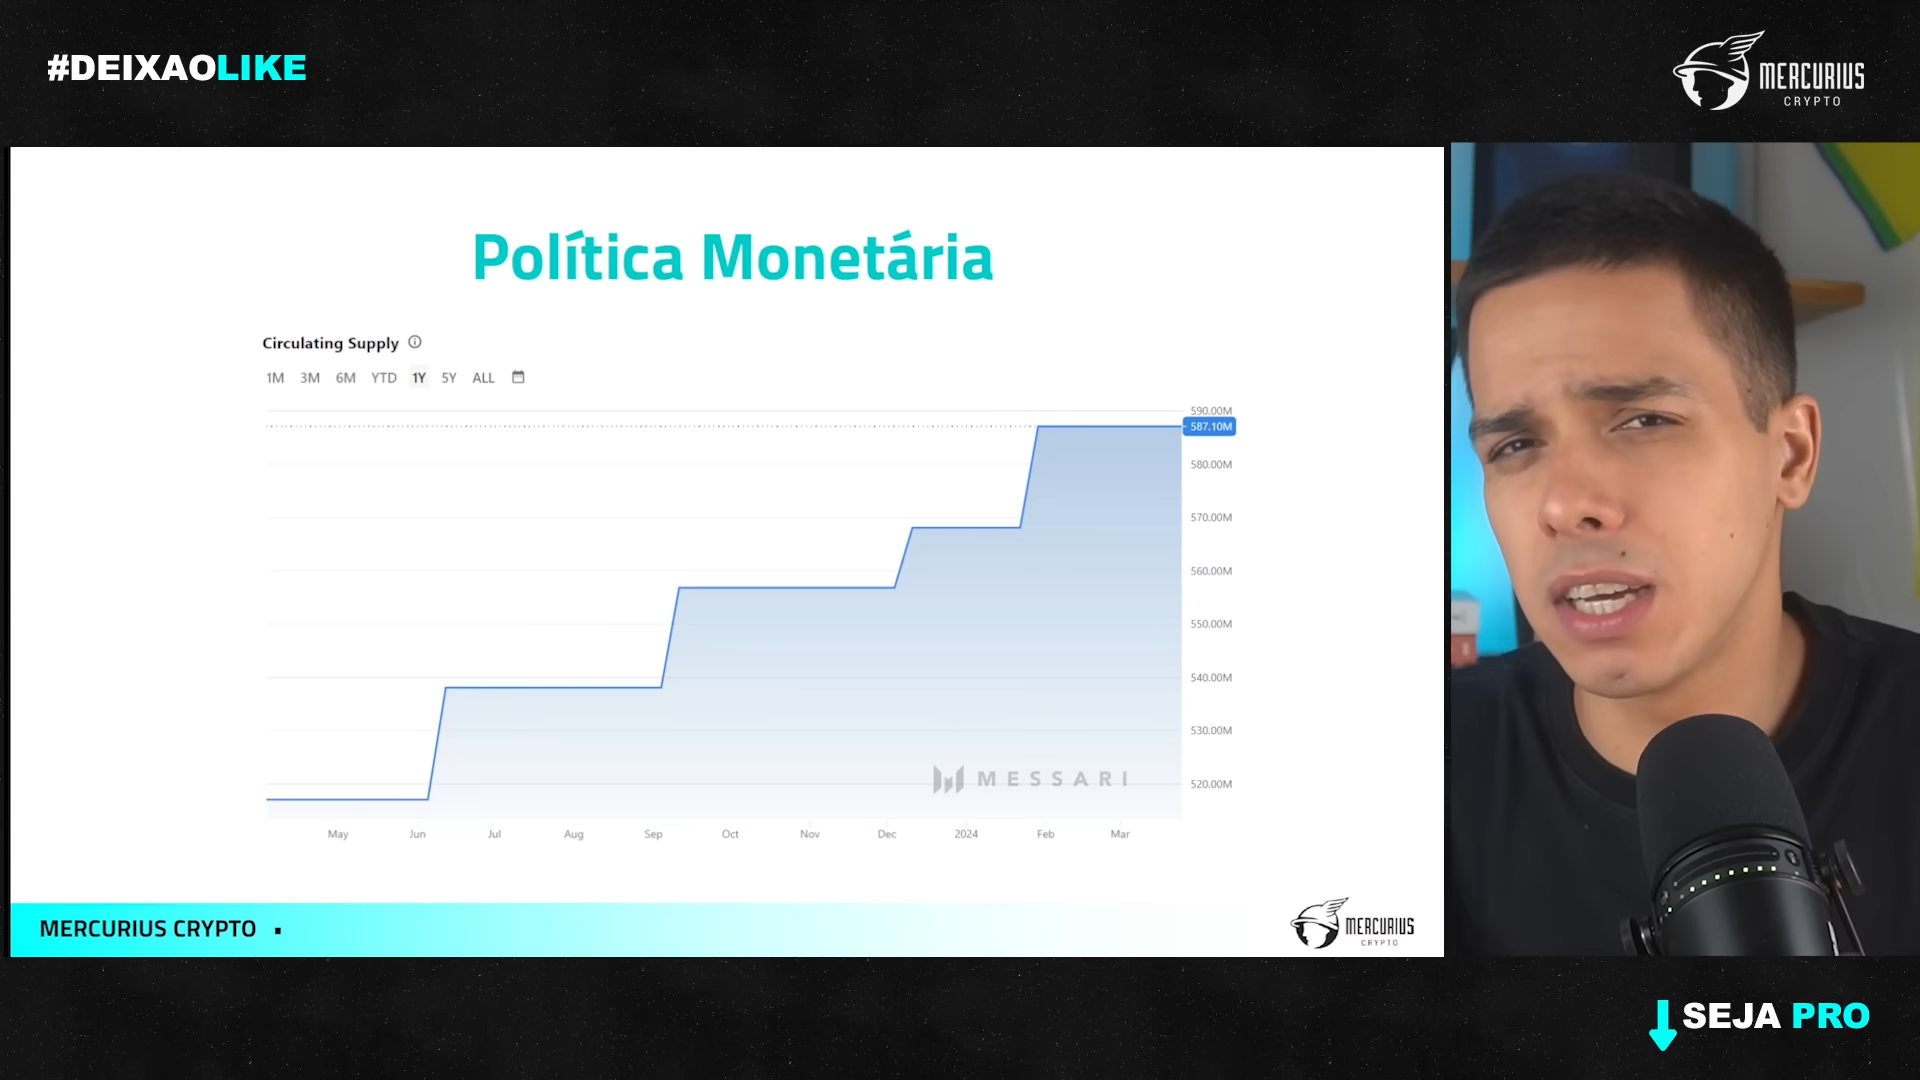 #DEIXAOLIKE
MERCURIUS
CRYPTO
Política Monetária
Circulating Supply
1M 3M 6M YTD 1Y 5Y ALL
590.00M
587.10M
580.00M
570.00M
560.00M
550.00M
540.00M
530.00M
520.00M
MESSARI
May Jun Jul Aug Sep Oct Nov Dec 2024 Feb Mar
MERCURIUS CRYPTO
MERCURIUS
CRYPTO
SEJA PRO